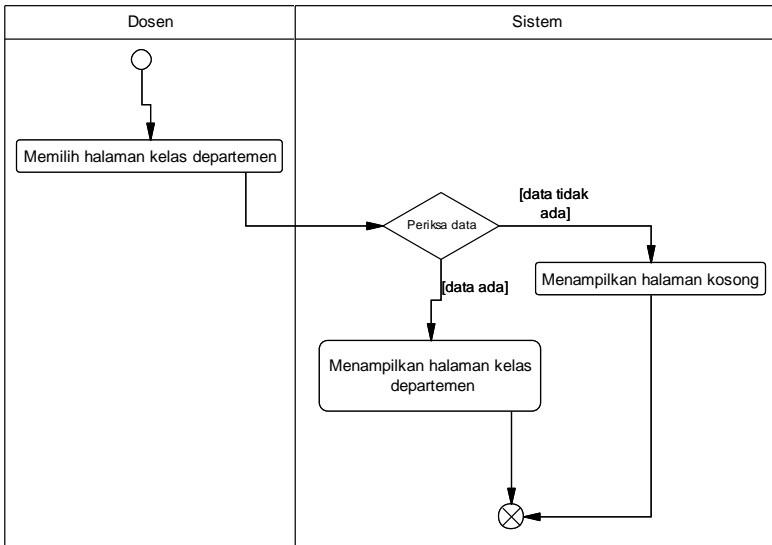 Dosen
Sistem
Memilih halaman kelas departemen
Periksa data
[data tidak
ada]
Menampilkan halaman kosong
[data ada]
Menampilkan halaman kelas
departemen